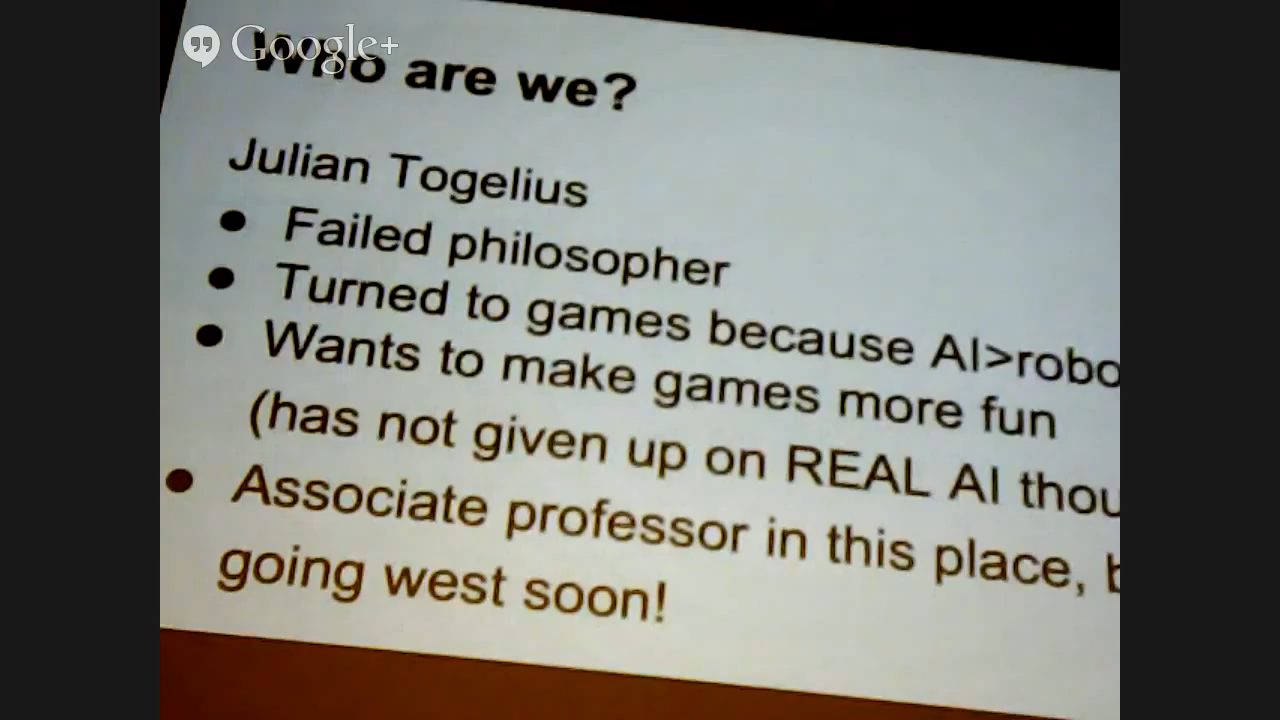 Google+
Who are we?
Julian Togelius
● Failed philosopher
● Turned to games because AI>robo
● Wants to make games more fun
(has not given up on REAL AI thou
● Associate professor in this place, b
going west soon!